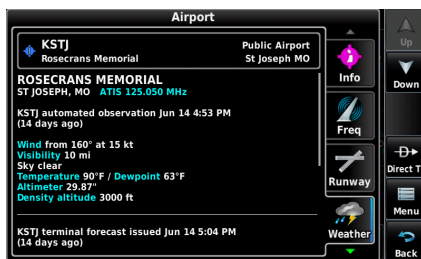 Airport
KSTJ
Rosecrans Memorial
Public Airport
St Joseph MO
ROSECRANS MEMORIAL
ST JOSEPH, MO ATIS 125.050 MHz
KSTJ automated observation Jun 14 4:53 PM
(14 days ago)
Wind from 160° at 15 kt
Visibility 10 mi
Sky clear
Temperature 90°F / Dewpoint 63°F
Altimeter 29.87"
Density altitude 3000 ft
KSTJ terminal forecast issued Jun 14 5:04 PM
(14 days ago)
Info
Freq
Runway
Weather
Up
Down
Direct T
Menu
Back